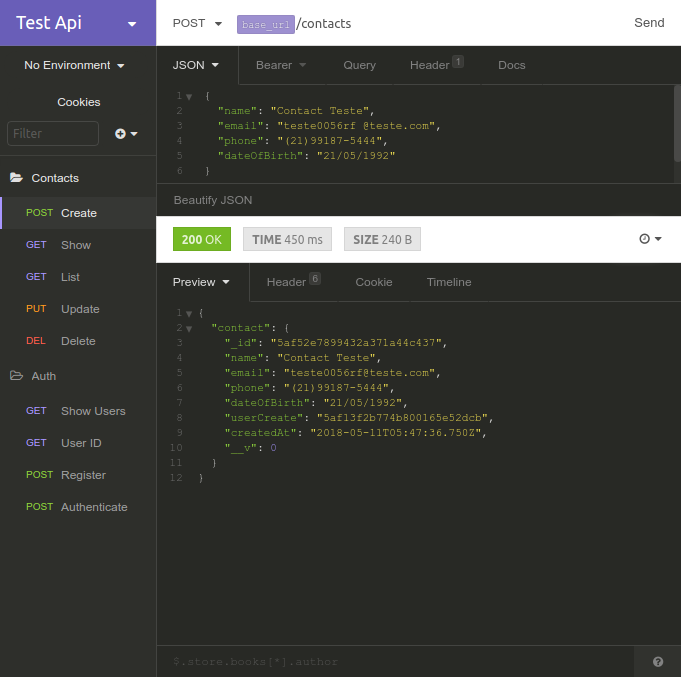 Test Api
POST base_url/contacts Send
No Environment
Cookies
Filter
Contacts
POST Create
GET Show
GET List
PUT Update
DEL Delete
Auth
GET Show Users
GET User ID
POST Register
POST Authenticate
JSON Bearer Query Header 1 Docs
1 {
2 "name": "Contact Teste",
3 "email": "teste0056rf @teste.com",
4 "phone": "(21)99187-5444",
5 "dateOfBirth": "21/05/1992"
6 }
Beautify JSON
200 OK TIME 450 ms SIZE 240 B
Preview Header 6 Cookie Timeline
1 {
2 "contact": {
3 "_id": "5af52e7899432a371a44c437",
4 "name": "Contact Teste",
5 "email": "teste0056rf@teste.com",
6 "phone": "(21)99187-5444",
7 "dateOfBirth": "21/05/1992",
8 "userCreate": "5af13f2b774b800165e52dcb",
9 "createdAt": "2018-05-11T05:47:36.750Z",
10 "__v": 0
11 }
12 }
$.store.books[*].author